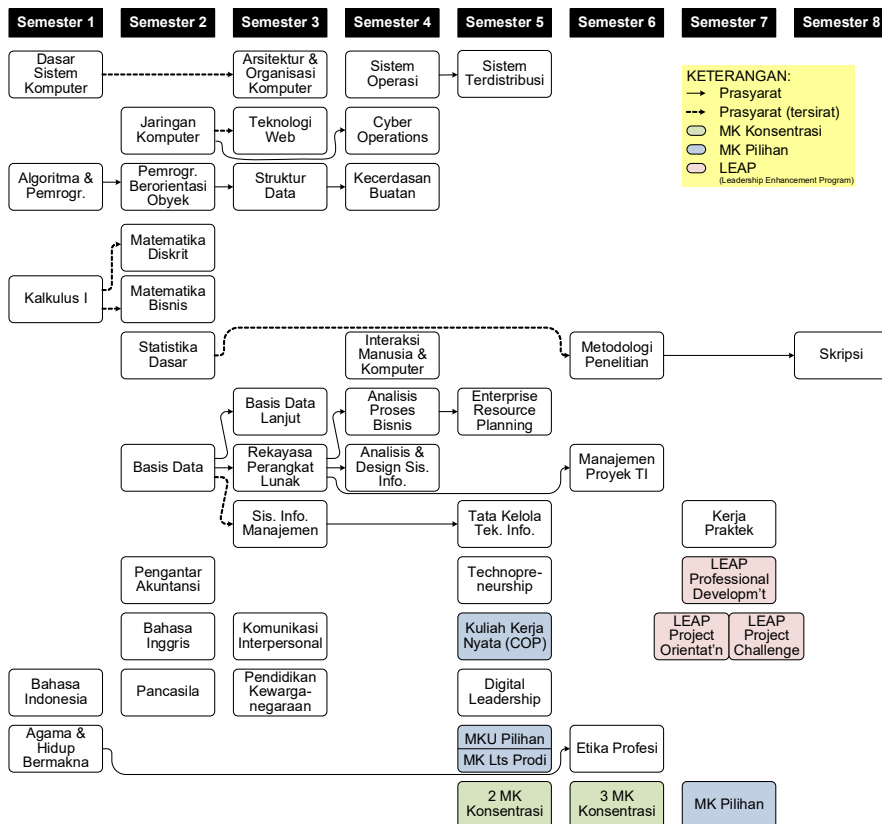 Semester 1
Semester 2
Semester 3
Semester 4
Semester 5
Semester 6
Semester 7
Semester 8
Dasar
Sistem
Komputer
Arsitektur &
Organisasi
Komputer
Sistem
Operasi
Sistem
Terdistribusi
KETERANGAN:
Prasyarat
Prasyarat (tersirat)
MK Konsentrasi
MK Pilihan
LEAP
(Leadership Enhancement Program)
Jaringan
Komputer
Teknologi
Web
Cyber
Operations
Algoritma &
Pemrogr.
Pemrogr.
Berorientasi
Obyek
Struktur
Data
Kecerdasan
Buatan
Matematika
Diskrit
Kalkulus I
Matematika
Bisnis
Statistika
Dasar
Interaksi
Manusia &
Komputer
Metodologi
Penelitian
Skripsi
Basis Data
Lanjut
Analisis
Proses
Bisnis
Enterprise
Resource
Planning
Basis Data
Rekayasa
Perangkat
Lunak
Analisis &
Design Sis.
Info.
Manajemen
Proyek TI
Sis. Info.
Manajemen
Tata Kelola
Tek. Info.
Kerja
Praktek
Pengantar
Akuntansi
Technopre-
neurship
LEAP
Professional
Developm't
Bahasa
Inggris
Komunikasi
Interpersonal
Kuliah Kerja
Nyata (COP)
LEAP
Project
Orientat'n
LEAP
Project
Challenge
Bahasa
Indonesia
Pancasila
Pendidikan
Kewarga-
negaraan
Digital
Leadership
Agama &
Hidup
Bermakna
MKU Pilihan
MK Lts Prodi
Etika Profesi
2 MK
Konsentrasi
3 MK
Konsentrasi
MK Pilihan